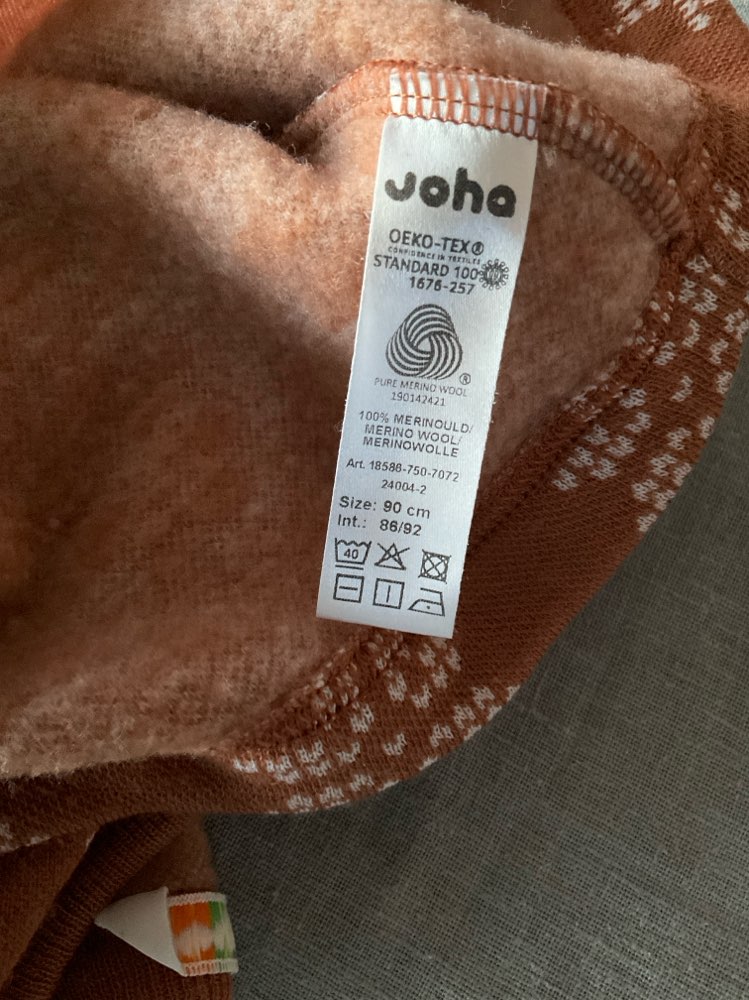 Joha
OEKO-TEX®
CONFIDENCE IN TEXTILES
STANDARD 100
1676-257
®
PURE MERINO WOOL
190142421
100% MERINOULD/
MERINO WOOL/
MERINOWOLLE
Art. 18588-750-7072
24004-2
Size: 90 cm
Int.: 86/92
40